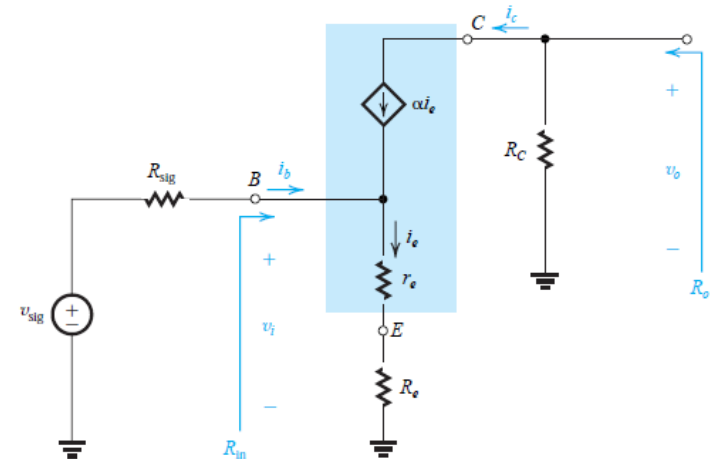 C
i_c
αi_e
R_C
+
v_o
−
R_o
R_sig
B
i_b
i_e
r_e
+
v_i
−
E
R_e
v_sig
+
−
R_in